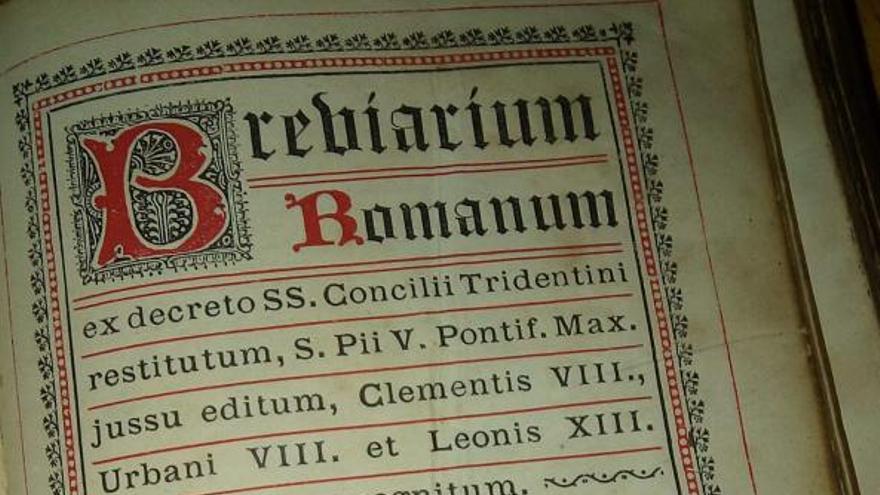 Breviarium
Romanum
ex decreto SS. Concilii Tridentini
restitutum, S. Pii V. Pontif. Max.
jussu editum, Clementis VIII.,
Urbani VIII. et Leonis XIII.